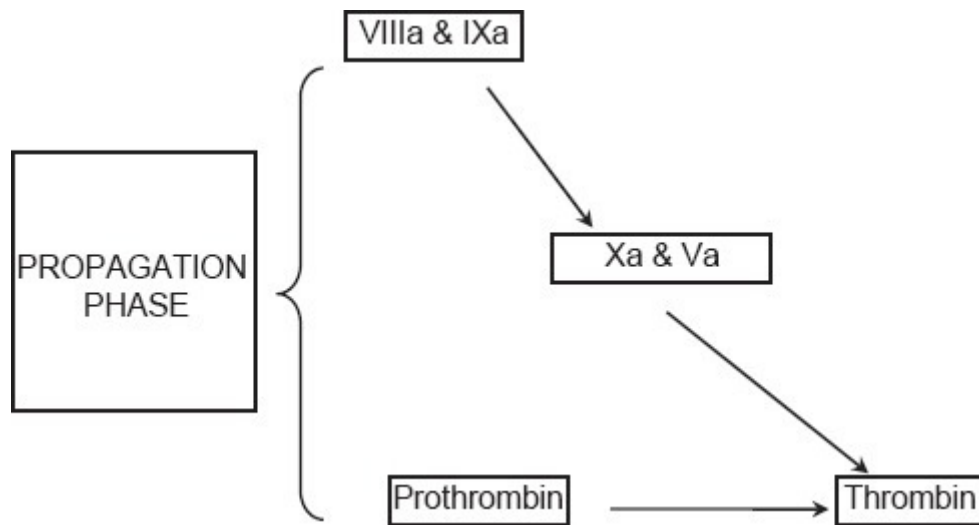 VIIIa & IXa
PROPAGATION
PHASE
Xa & Va
Prothrombin
Thrombin